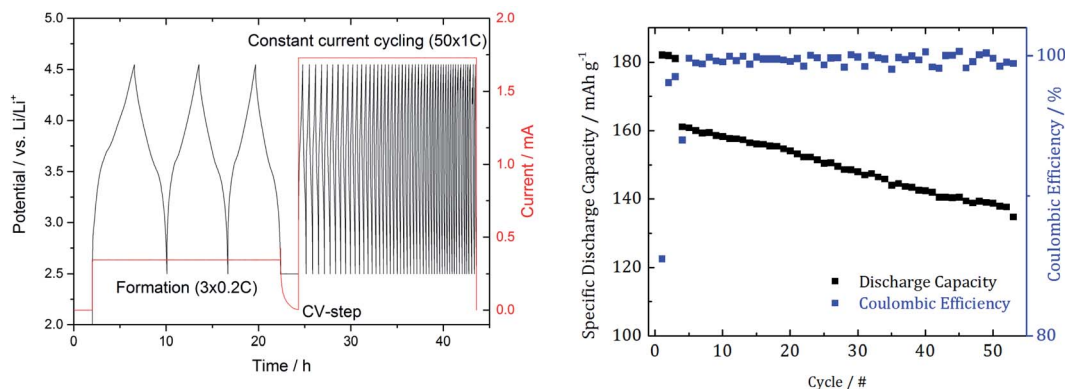 5.0
4.5
4.0
3.5
3.0
2.5
2.0
Potential / vs. Li/Li⁺
Constant current cycling (50x1C)
Formation (3x0.2C)
CV-step
0
10
20
30
40
Time / h
2.0
1.5
1.0
0.5
0.0
Current / mA
180
160
140
120
100
Specific Discharge Capacity / mAh g⁻¹
Discharge Capacity
Coulombic Efficiency
0
10
20
30
40
50
Cycle / #
100
80
Coulombic Efficiency / %